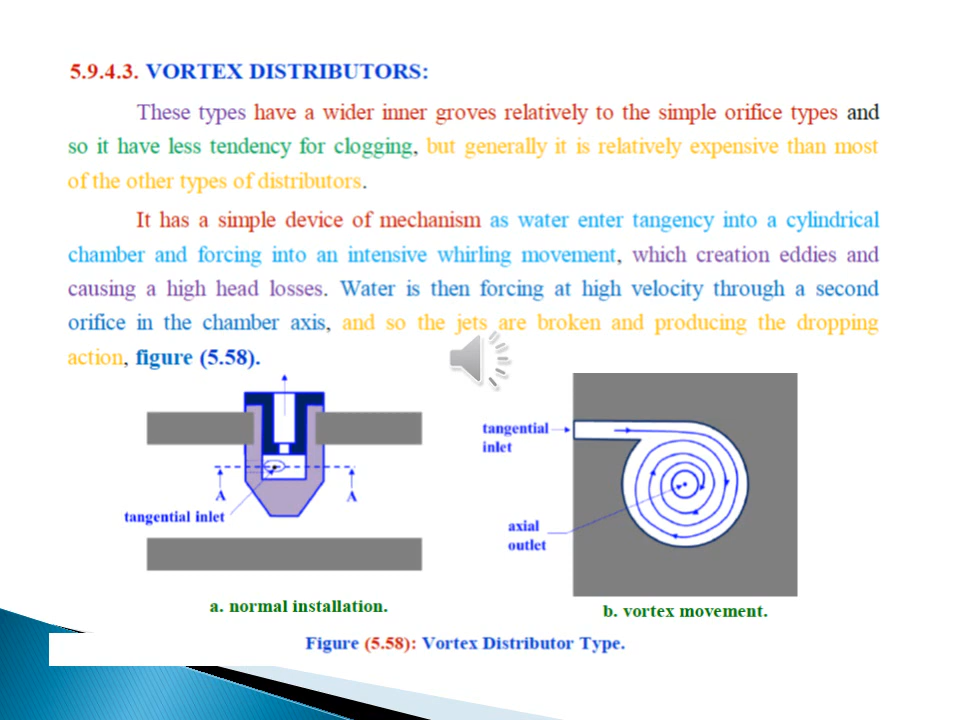 5.9.4.3. VORTEX DISTRIBUTORS:
These types have a wider inner groves relatively to the simple orifice types and
so it have less tendency for clogging, but generally it is relatively expensive than most
of the other types of distributors.
It has a simple device of mechanism as water enter tangency into a cylindrical
chamber and forcing into an intensive whirling movement, which creation eddies and
causing a high head losses. Water is then forcing at high velocity through a second
orifice in the chamber axis, and so the jets are broken and producing the dropping
action, figure (5.58).
A
A
tangential inlet
a. normal installation.
tangential
inlet
axial
outlet
b. vortex movement.
Figure (5.58): Vortex Distributor Type.